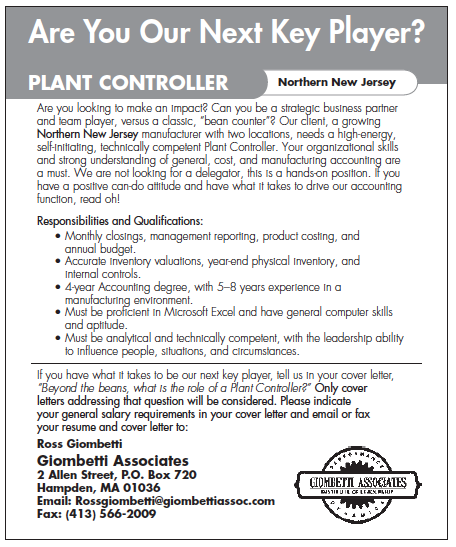 Are You Our Next Key Player?
PLANT CONTROLLER
Northern New Jersey
Are you looking to make an impact? Can you be a strategic business partner
and team player, versus a classic, “bean counter”? Our client, a growing
Northern New Jersey manufacturer with two locations, needs a high-energy,
self-initiating, technically competent Plant Controller. Your organizational skills
and strong understanding of general, cost, and manufacturing accounting are
a must. We are not looking for a delegator, this is a hands-on position. If you
have a positive can-do attitude and have what it takes to drive our accounting
function, read oh!
Responsibilities and Qualifications:
• Monthly closings, management reporting, product costing, and
annual budget.
• Accurate inventory valuations, year-end physical inventory, and
internal controls.
• 4-year Accounting degree, with 5–8 years experience in a
manufacturing environment.
• Must be proficient in Microsoft Excel and have general computer skills
and aptitude.
• Must be analytical and technically competent, with the leadership ability
to influence people, situations, and circumstances.
If you have what it takes to be our next key player, tell us in your cover letter,
“Beyond the beans, what is the role of a Plant Controller?” Only cover
letters addressing that question will be considered. Please indicate
your general salary requirements in your cover letter and email or fax
your resume and cover letter to:
Ross Giombetti
Giombetti Associates
2 Allen Street, P.O. Box 720
Hampden, MA 01036
Email: Rossgiombetti@giombettiassoc.com
Fax: (413) 566-2009
PERFORMANCE
GIOMBETTI ASSOCIATES
INSTITUTE OF LEADERSHIP
DYNAMICS